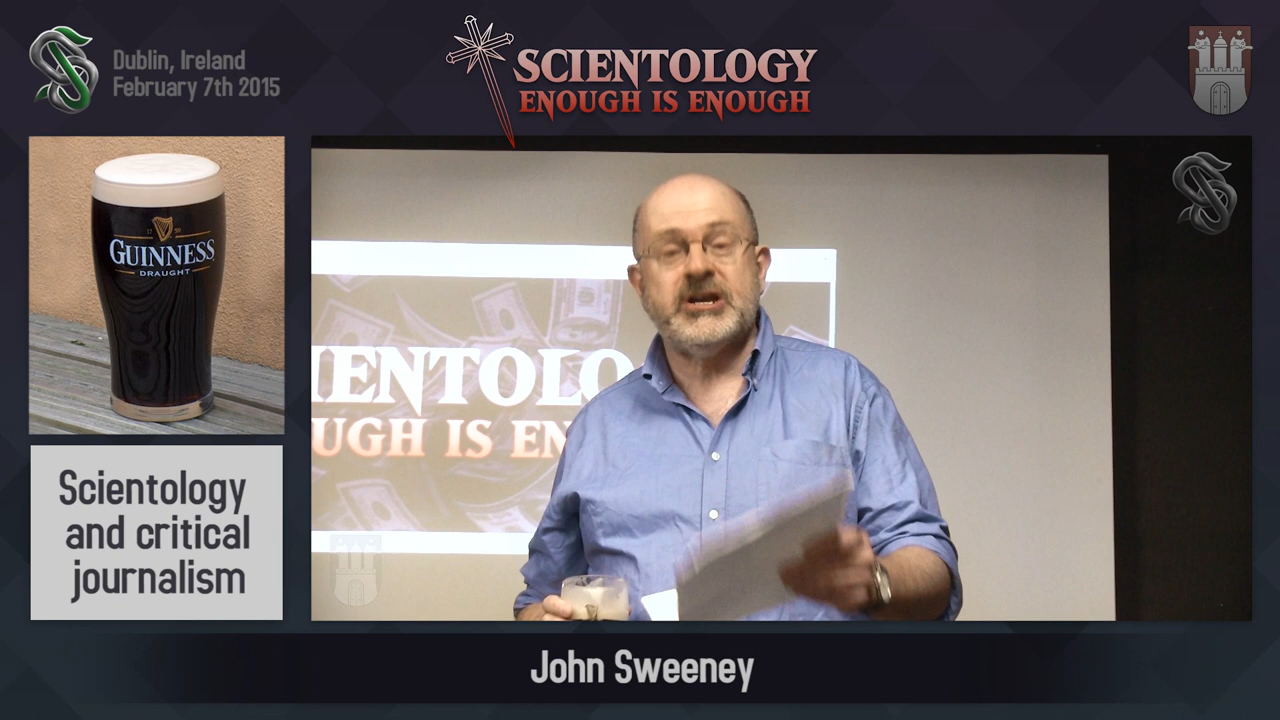 Dublin, Ireland
February 7th 2015
SCIENTOLOGY
ENOUGH IS ENOUGH
GUINNESS
DRAUGHT
IENTOLO
UGH IS EN
Scientology
and critical
journalism
John Sweeney